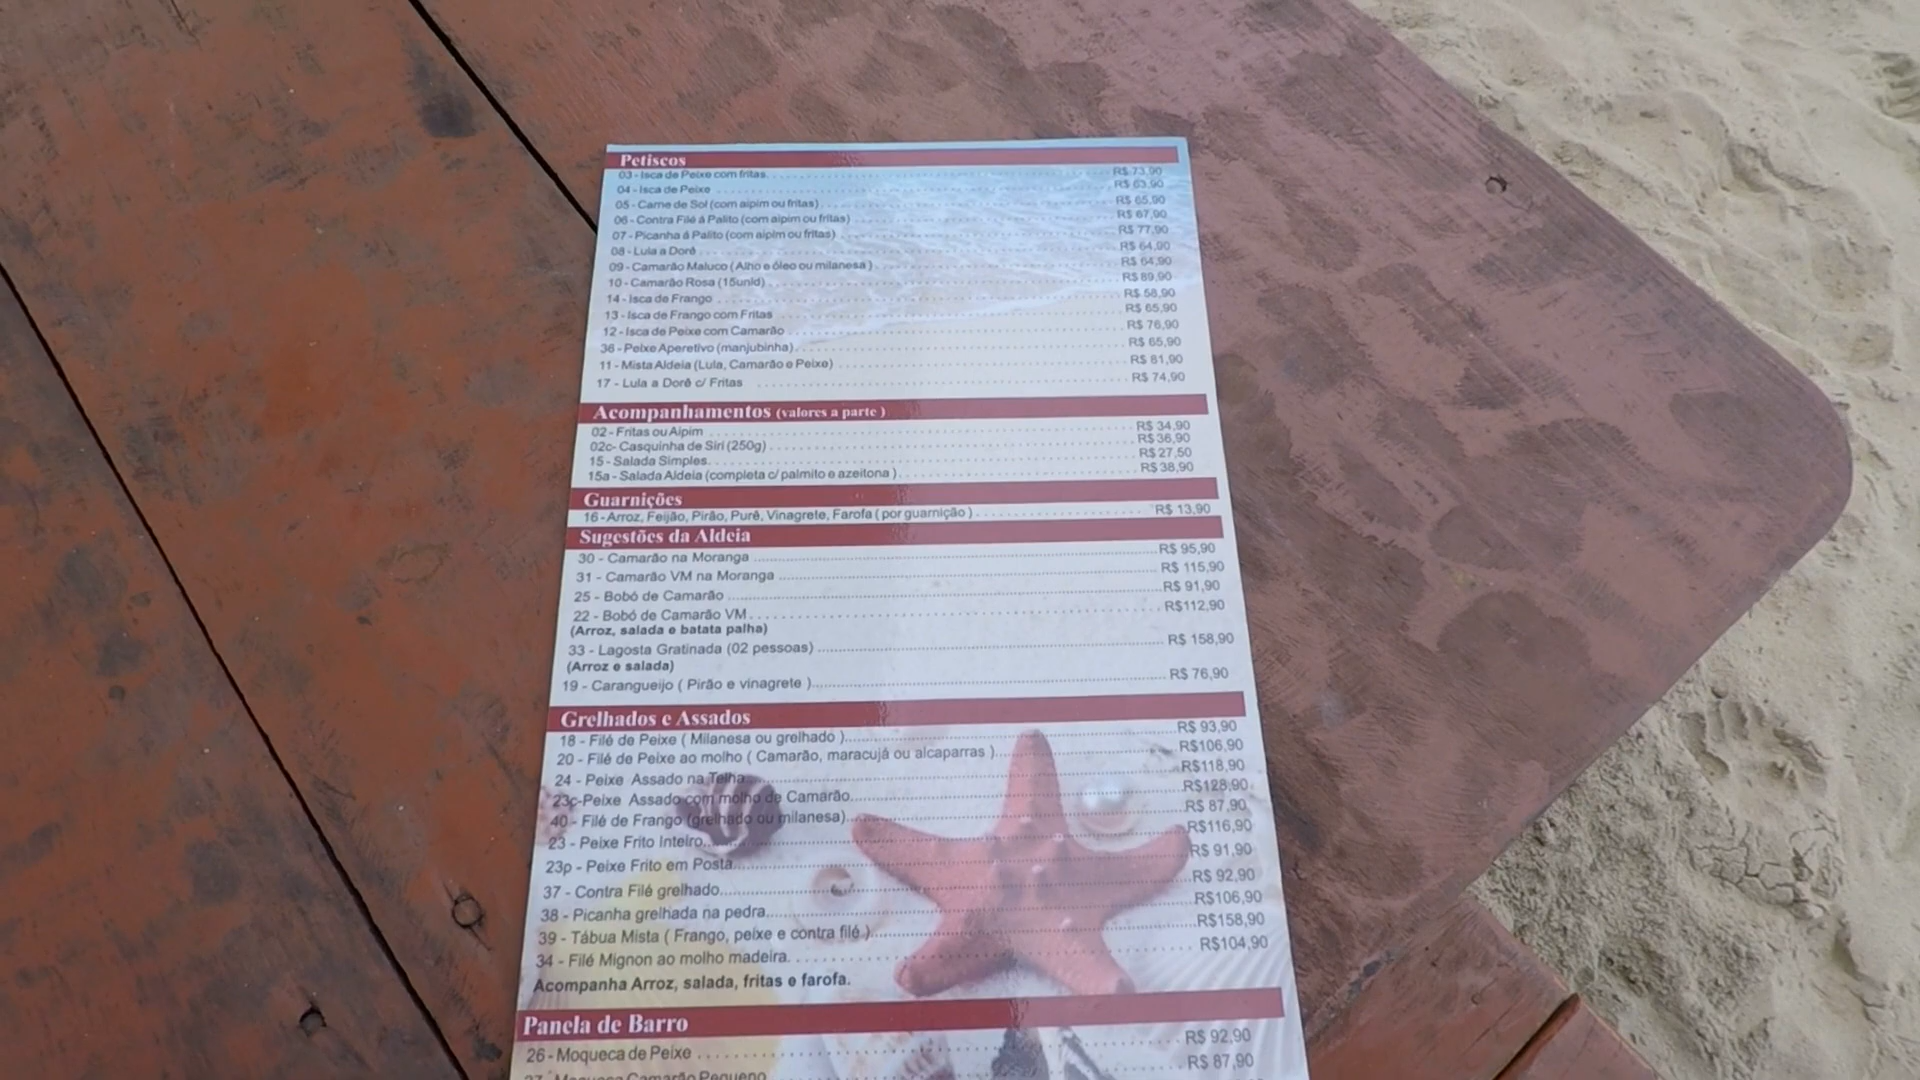 Petiscos
03 - Isca de Peixe com fritas. R$ 73,90
04 - Isca de Peixe R$ 63,90
05 - Carne de Sol (com aipim ou fritas) R$ 65,90
06 - Contra Filé á Palito (com aipim ou fritas) R$ 67,90
07 - Picanha á Palito (com aipim ou fritas) R$ 77,90
08 - Lula a Dorê R$ 64,90
09 - Camarão Maluco ( Alho e óleo ou milanesa ) R$ 64,90
10 - Camarão Rosa (15unid) R$ 89,90
14 - Isca de Frango R$ 58,90
13 - Isca de Frango com Fritas R$ 65,90
12 - Isca de Peixe com Camarão R$ 76,90
36 - Peixe Aperetivo (manjubinha) R$ 65,90
11 - Mista Aldeia (Lula, Camarão e Peixe) R$ 81,90
17 - Lula a Dorê c/ Fritas R$ 74,90
Acompanhamentos (valores a parte )
02 - Fritas ou Aipim R$ 34,90
02c- Casquinha de Siri (250g) R$ 36,90
15 - Salada Simples R$ 27,50
15a - Salada Aldeia (completa c/ palmito e azeitona ) R$ 38,90
Guarnições
16 - Arroz, Feijão, Pirão, Purê, Vinagrete, Farofa ( por guarnição ) R$ 13,90
Sugestões da Aldeia
30 - Camarão na Moranga R$ 95,90
31 - Camarão VM na Moranga R$ 115,90
25 - Bobó de Camarão R$ 91,90
22 - Bobó de Camarão VM R$112,90
(Arroz, salada e batata palha)
33 - Lagosta Gratinada (02 pessoas) R$ 158,90
(Arroz e salada)
19 - Carangueijo ( Pirão e vinagrete ) R$ 76,90
Grelhados e Assados
18 - Filé de Peixe ( Milanesa ou grelhado ) R$ 93,90
20 - Filé de Peixe ao molho ( Camarão, maracujá ou alcaparras ) R$106,90
24 - Peixe Assado na Telha R$118,90
23c-Peixe Assado com molho de Camarão R$128,90
40 - Filé de Frango (grelhado ou milanesa) R$ 87,90
23 - Peixe Frito Inteiro R$116,90
23p - Peixe Frito em Posta R$ 91,90
37 - Contra Filé grelhado R$ 92,90
38 - Picanha grelhada na pedra R$106,90
39 - Tábua Mista ( Frango, peixe e contra filé ) R$158,90
34 - Filé Mignon ao molho madeira. R$104,90
Acompanha Arroz, salada, fritas e farofa.
Panela de Barro
26 - Moqueca de Peixe R$ 92,90
27 - Moqueca Camarão Pequeno R$ 87,90